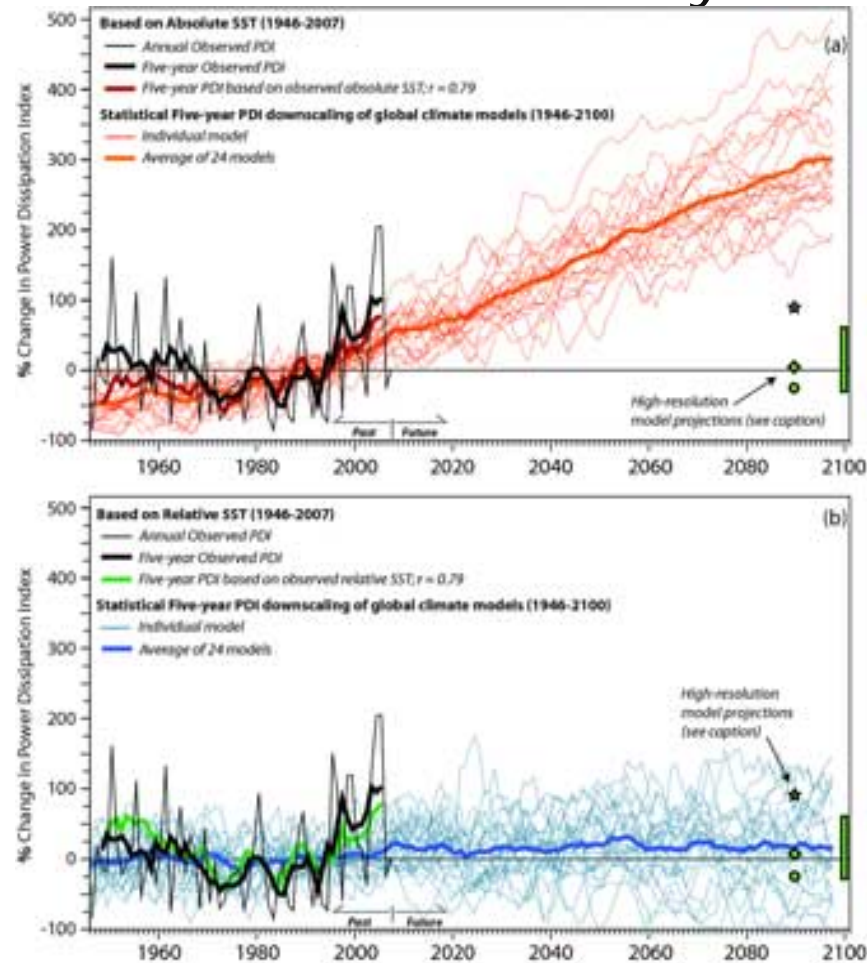 500
400
300
200
100
0
-100
% Change in Power Dissipation Index
Based on Absolute SST (1946-2007)
Annual Observed PDI
Five-year Observed PDI
Five-year PDI based on observed absolute SST; r = 0.79
Statistical Five-year PDI downscaling of global climate models (1946-2100)
Individual model
Average of 24 models
(a)
High-resolution
model projections (see caption)
Past Future
1960 1980 2000 2020 2040 2060 2080 2100
500
400
300
200
100
0
-100
% Change in Power Dissipation Index
Based on Relative SST (1946-2007)
Annual Observed PDI
Five-year Observed PDI
Five-year PDI based on observed relative SST; r = 0.79
Statistical Five-year PDI downscaling of global climate models (1946-2100)
Individual model
Average of 24 models
(b)
High-resolution
model projections
(see caption)
Past Future
1960 1980 2000 2020 2040 2060 2080 2100